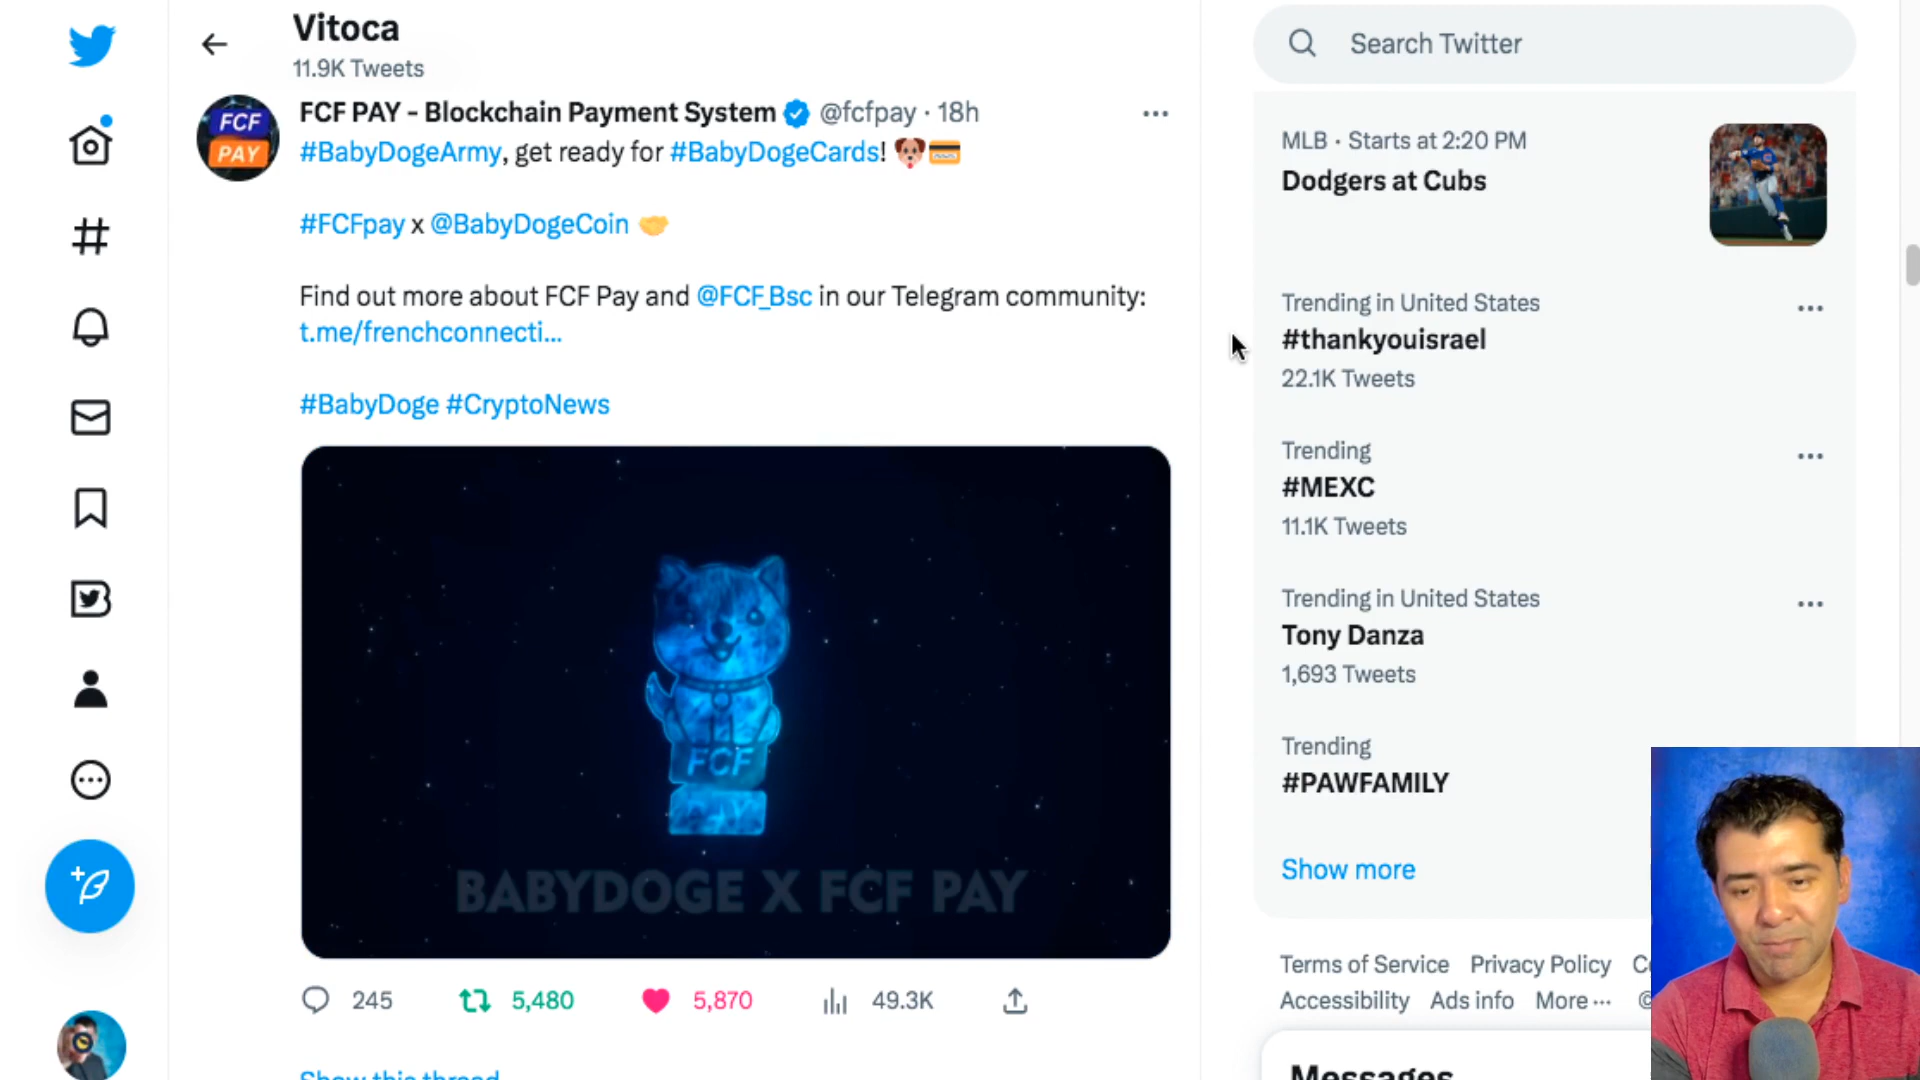 Vitoca
11.9K Tweets
FCF PAY - Blockchain Payment System @fcfpay · 18h
#BabyDogeArmy, get ready for #BabyDogeCards! 🐶💳
#FCFpay x @BabyDogeCoin 🤝
Find out more about FCF Pay and @FCF_Bsc in our Telegram community:
t.me/frenchconnecti...
#BabyDoge #CryptoNews
FCF
PAY
FCF
BABYDOGE X FCF PAY
245 5,480 5,870 49.3K
Show this thread
Search Twitter
MLB · Starts at 2:20 PM
Dodgers at Cubs
Trending in United States
#thankyouisrael
22.1K Tweets
Trending
#MEXC
11.1K Tweets
Trending in United States
Tony Danza
1,693 Tweets
Trending
#PAWFAMILY
Show more
Terms of Service Privacy Policy
Accessibility Ads info More ··· ©
Messages